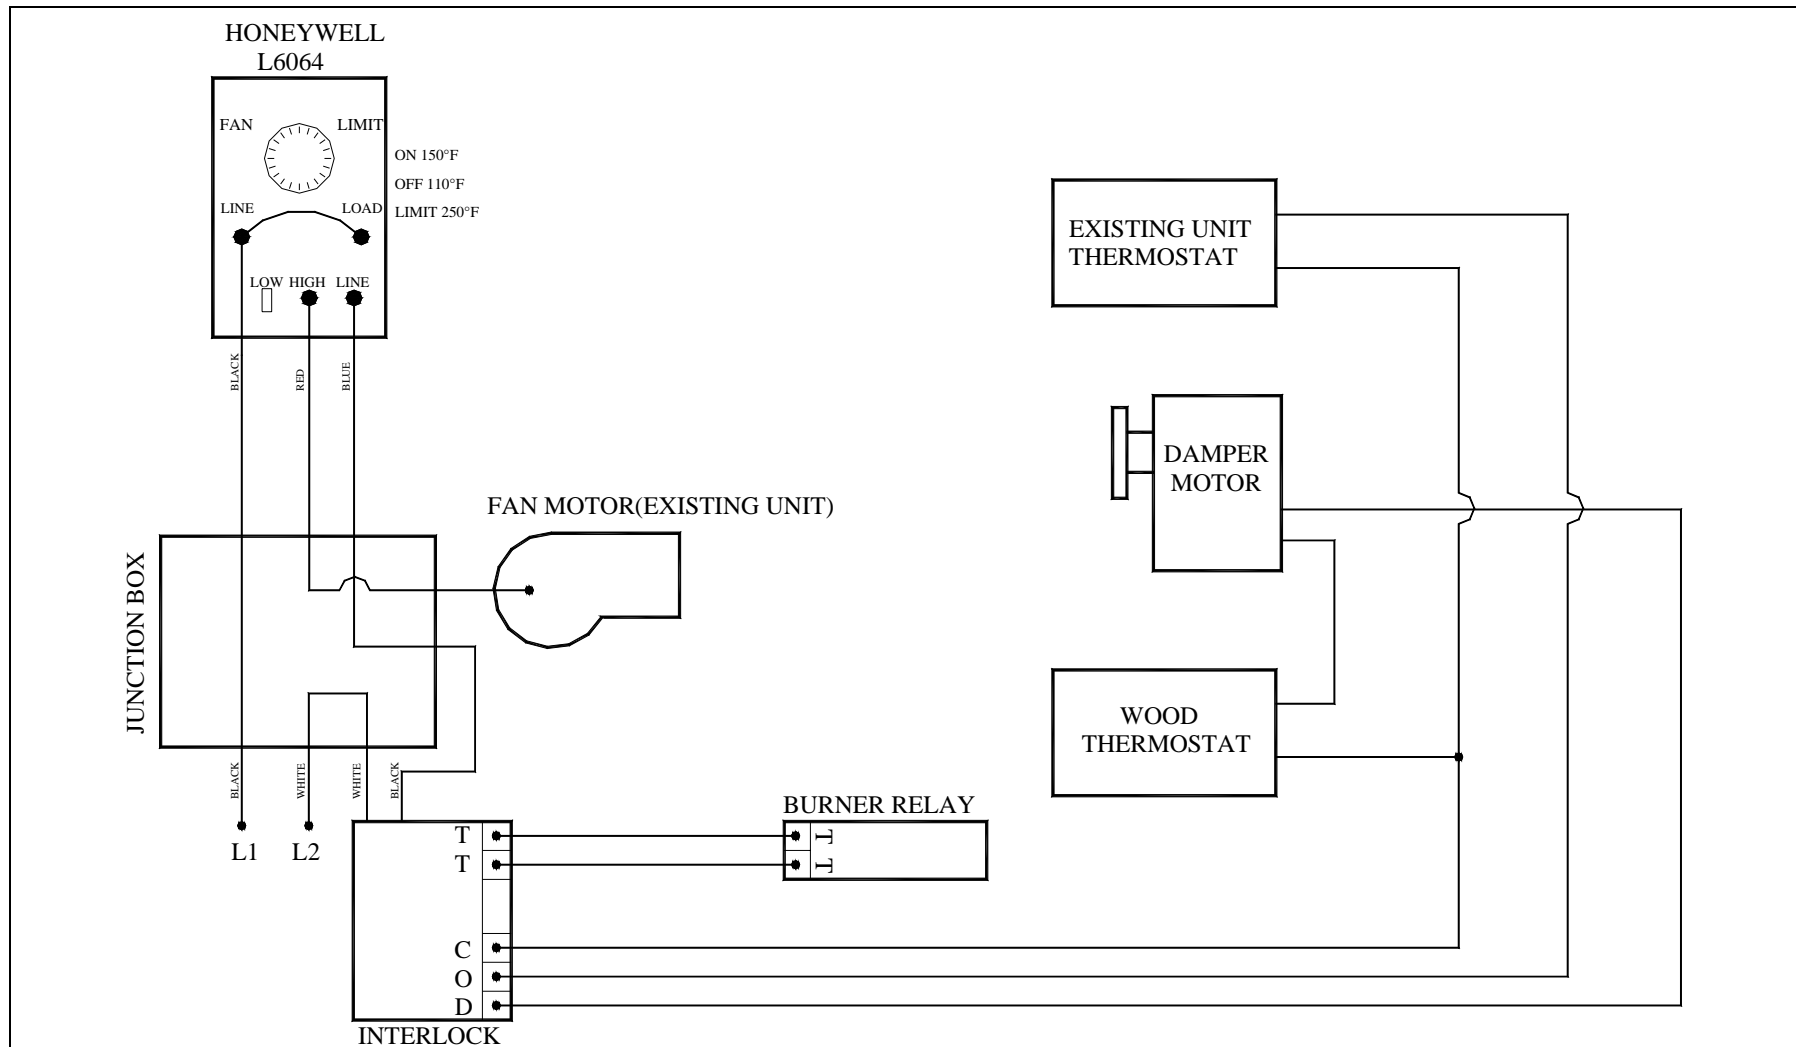 HONEYWELL
L6064
FAN
LIMIT
ON 150°F
OFF 110°F
LIMIT 250°F
LINE
LOAD
LOW
HIGH
LINE
BLACK
RED
BLUE
EXISTING UNIT
THERMOSTAT
DAMPER
MOTOR
FAN MOTOR(EXISTING UNIT)
JUNCTION BOX
WOOD
THERMOSTAT
BLACK
WHITE
WHITE
BLACK
L1
L2
BURNER RELAY
T
T
T
T
C
O
D
INTERLOCK